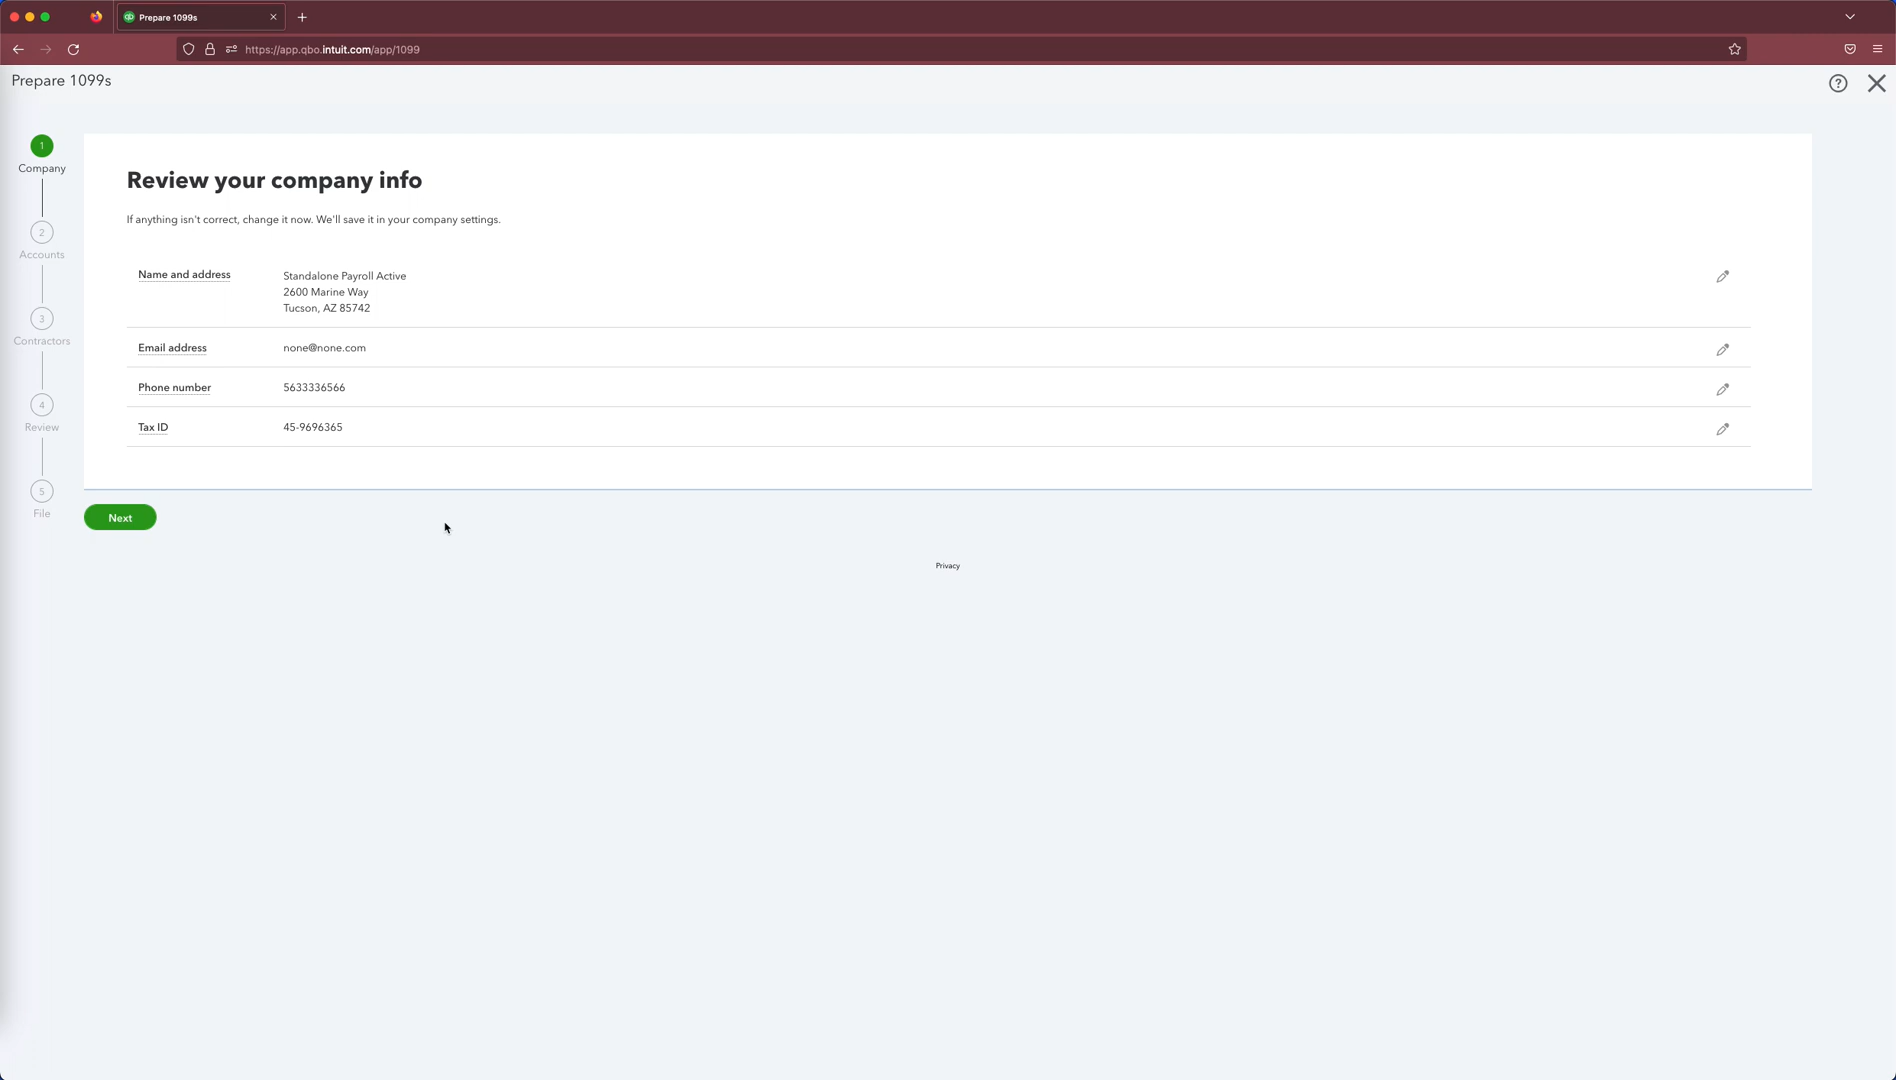 Prepare 1099s
https://app.qbo.intuit.com/app/1099
Prepare 1099s
1
Company
2
Accounts
3
Contractors
4
Review
5
File
Review your company info
If anything isn't correct, change it now. We'll save it in your company settings.
Name and address
Standalone Payroll Active
2600 Marine Way
Tucson, AZ 85742
Email address none@none.com
Phone number 5633336566
Tax ID 45-9696365
Next
Privacy